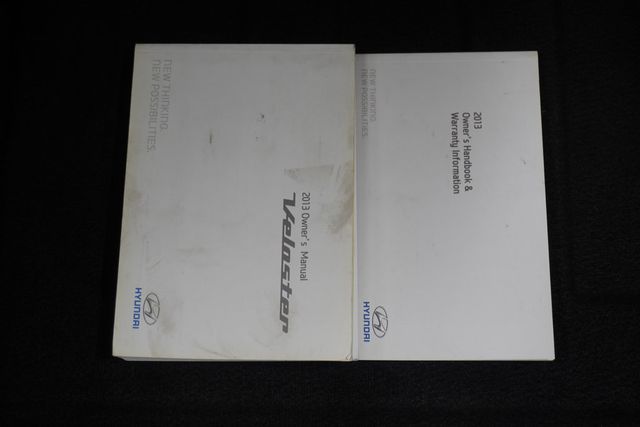 NEW THINKING.
NEW POSSIBILITIES.
2013 Owner's Manual
Veloster
HYUNDAI
NEW THINKING.
NEW POSSIBILITIES.
2013
Owner's Handbook &
Warranty Information
HYUNDAI